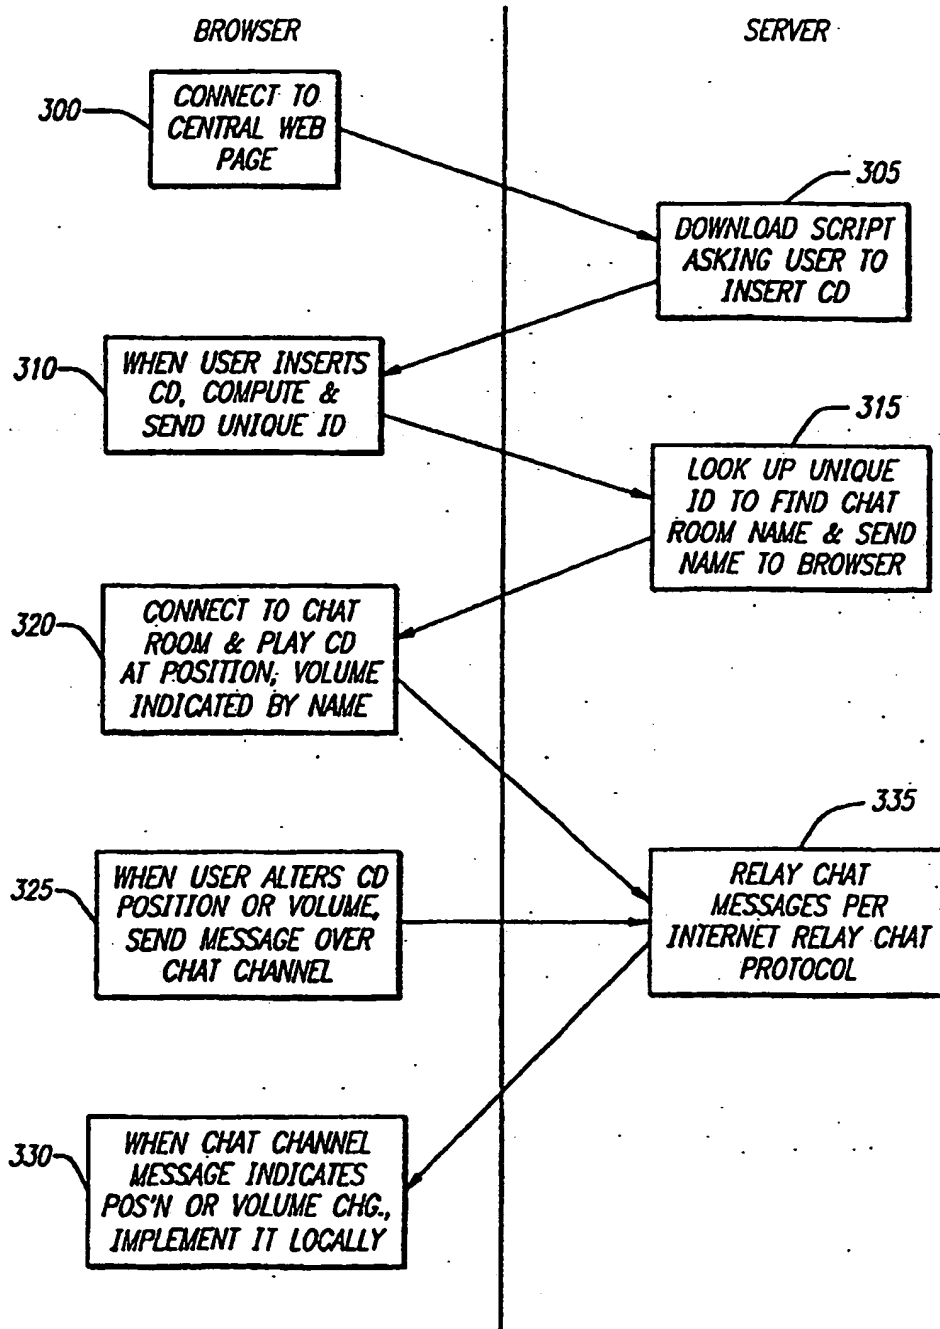 BROWSER
SERVER
300
CONNECT TO
CENTRAL WEB
PAGE
305
DOWNLOAD SCRIPT
ASKING USER TO
INSERT CD
310
WHEN USER INSERTS
CD, COMPUTE &
SEND UNIQUE ID
315
LOOK UP UNIQUE
ID TO FIND CHAT
ROOM NAME & SEND
NAME TO BROWSER
320
CONNECT TO CHAT
ROOM & PLAY CD
AT POSITION, VOLUME
INDICATED BY NAME
325
WHEN USER ALTERS CD
POSITION OR VOLUME,
SEND MESSAGE OVER
CHAT CHANNEL
335
RELAY CHAT
MESSAGES PER
INTERNET RELAY CHAT
PROTOCOL
330
WHEN CHAT CHANNEL
MESSAGE INDICATES
POS'N OR VOLUME CHG.,
IMPLEMENT IT LOCALLY